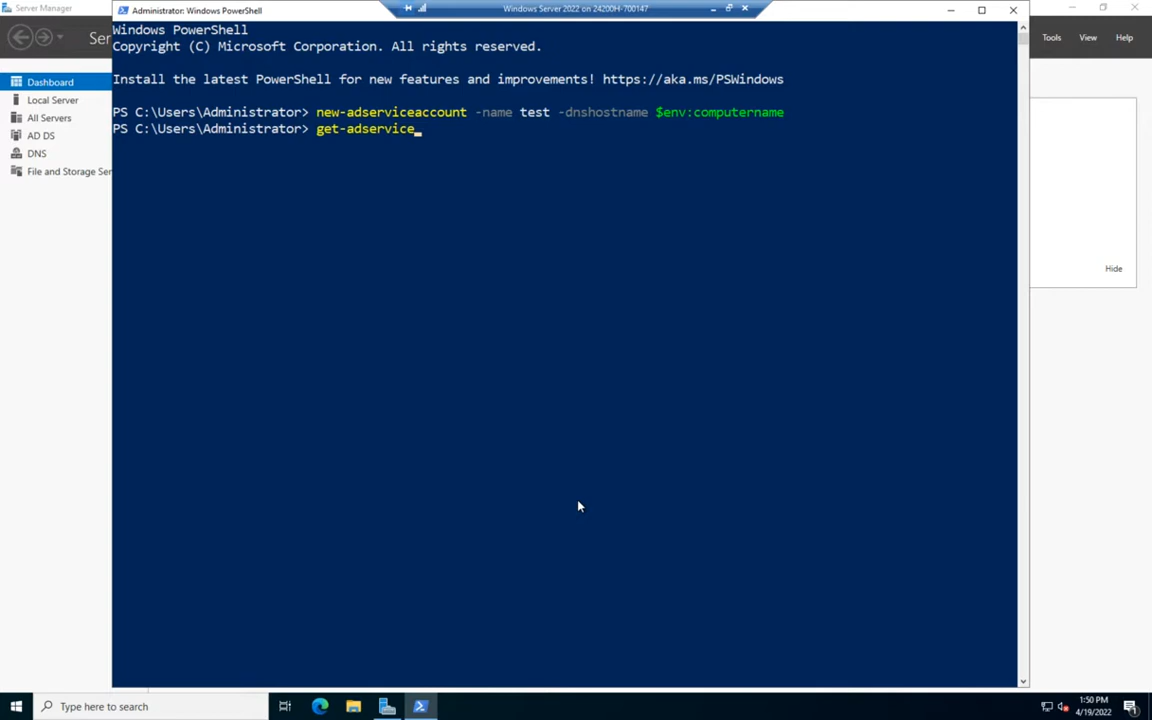 Server Manager
Administrator: Windows PowerShell
Windows Server 2022 on 24200H-700147
Ser
Tools
View
Help
Windows PowerShell
Copyright (C) Microsoft Corporation. All rights reserved.
Install the latest PowerShell for new features and improvements! https://aka.ms/PSWindows
PS C:\Users\Administrator> new-adserviceaccount -name test -dnshostname $env:computername
PS C:\Users\Administrator> get-adservice_
Dashboard
Local Server
All Servers
AD DS
DNS
File and Storage Ser
Hide
Type here to search
1:50 PM
4/19/2022
1